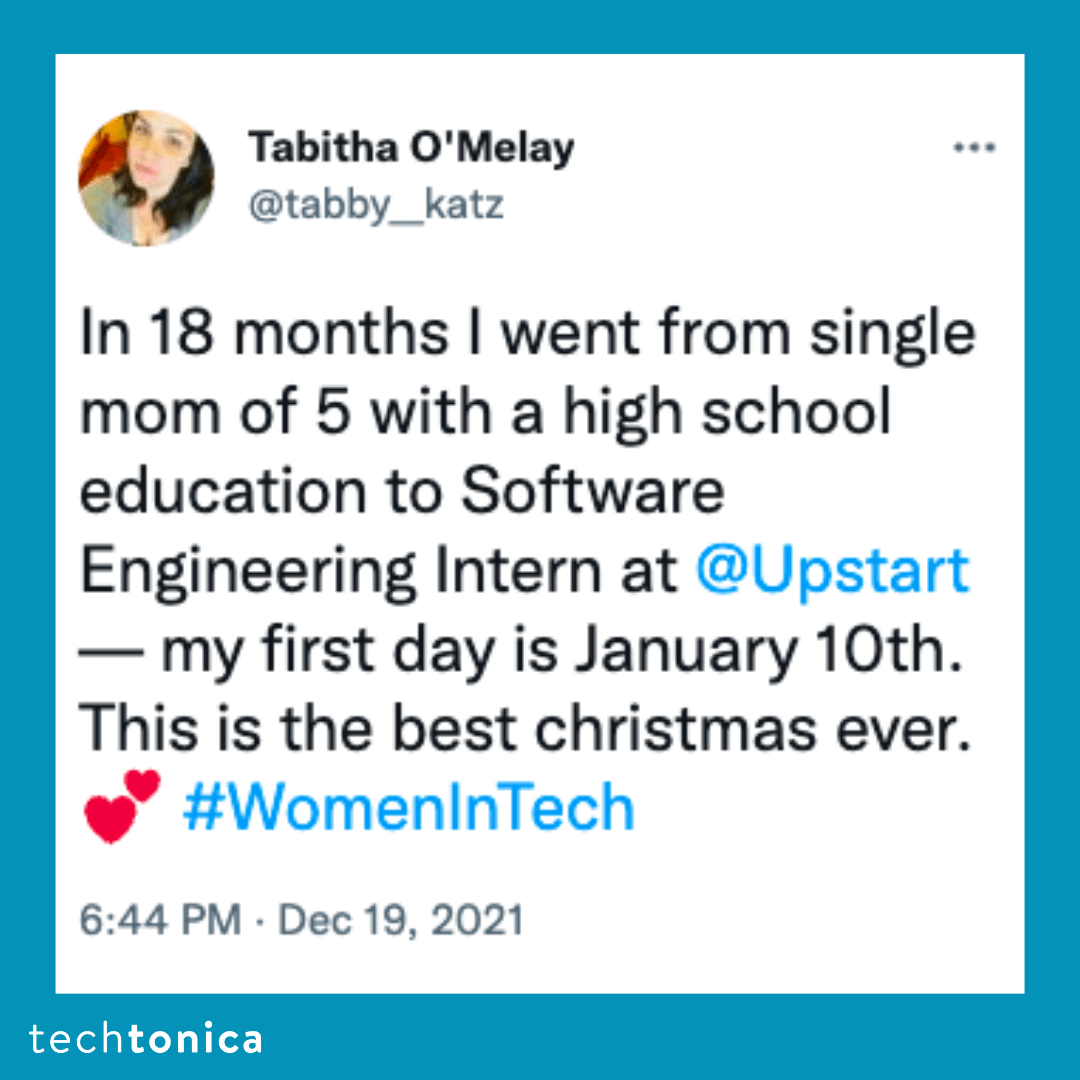 Tabitha O'Melay
@tabby__katz
In 18 months I went from single
mom of 5 with a high school
education to Software
Engineering Intern at @Upstart
— my first day is January 10th.
This is the best christmas ever.
💕 #WomenInTech
6:44 PM · Dec 19, 2021
techtonica